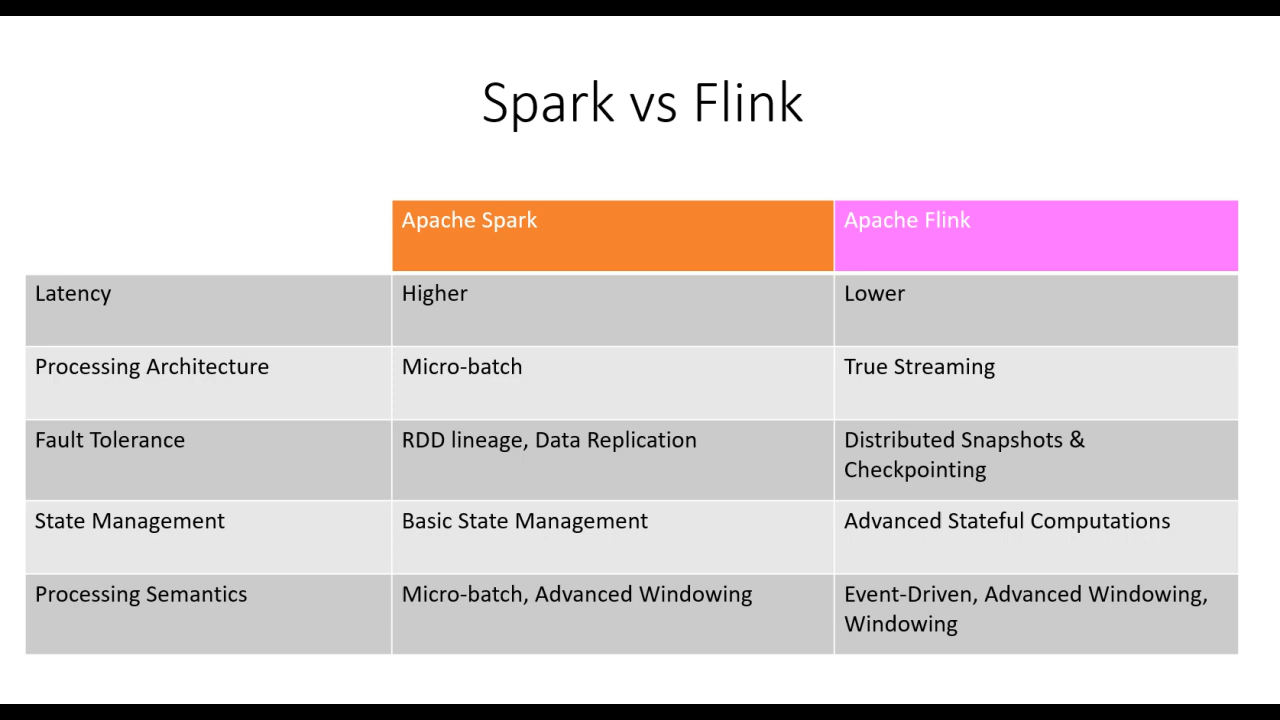 Spark vs Flink
Apache Spark
Apache Flink
Latency
Higher
Lower
Processing Architecture
Micro-batch
True Streaming
Fault Tolerance
RDD lineage, Data Replication
Distributed Snapshots &
Checkpointing
State Management
Basic State Management
Advanced Stateful Computations
Processing Semantics
Micro-batch, Advanced Windowing
Event-Driven, Advanced Windowing,
Windowing